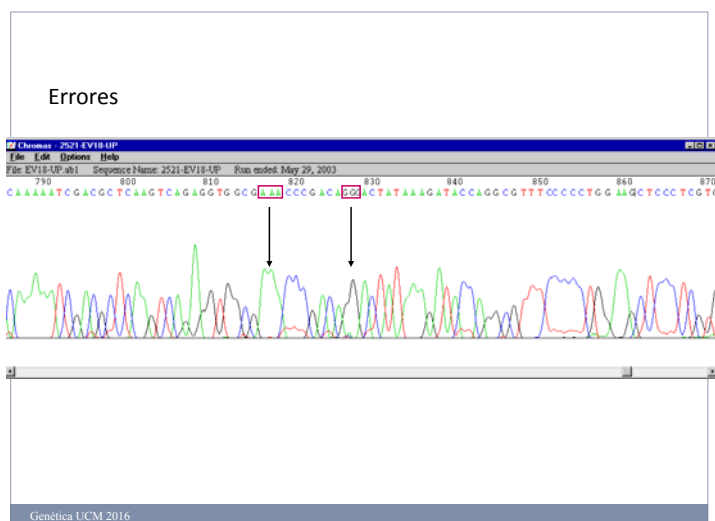 Errores
Chromas - 2521-EV18-UP
File Edit Options Help
File: EV18-UP.ab1 Sequence Name: 2521-EV18-UP Run ended: May 29, 2003
790 800 810 820 830 840 850 860 870
CAAAAATCGACGCTCAAGTCAGAGGTGGCGAAACCCGACAGGGACTATAAAGATACCAGGCGTTTCCCCCTGGAAGCTCCCTCGTG
Genética UCM 2016